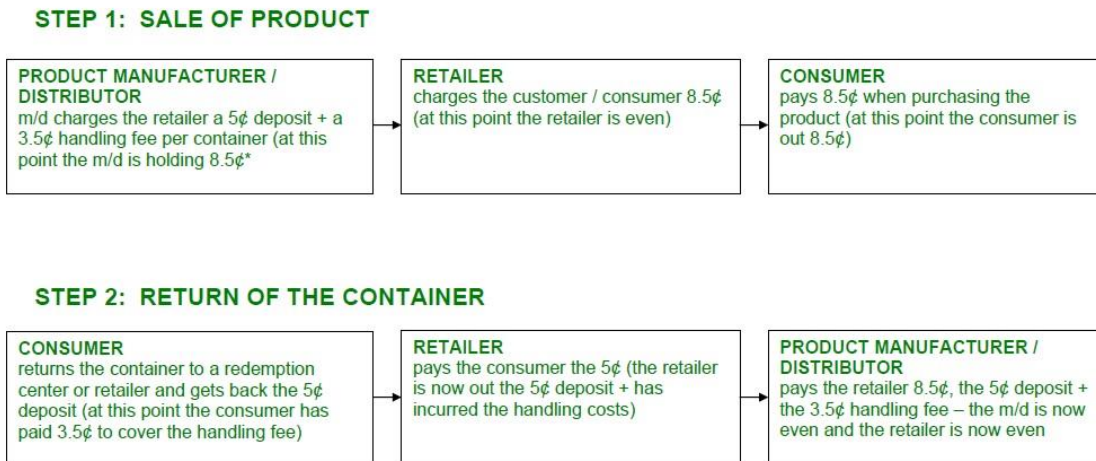 STEP 1: SALE OF PRODUCT
PRODUCT MANUFACTURER /
DISTRIBUTOR
m/d charges the retailer a 5¢ deposit + a
3.5¢ handling fee per container (at this
point the m/d is holding 8.5¢*
RETAILER
charges the customer / consumer 8.5¢
(at this point the retailer is even)
CONSUMER
pays 8.5¢ when purchasing the
product (at this point the consumer is
out 8.5¢)
STEP 2: RETURN OF THE CONTAINER
CONSUMER
returns the container to a redemption
center or retailer and gets back the 5¢
deposit (at this point the consumer has
paid 3.5¢ to cover the handling fee)
RETAILER
pays the consumer the 5¢ (the retailer
is now out the 5¢ deposit + has
incurred the handling costs)
PRODUCT MANUFACTURER /
DISTRIBUTOR
pays the retailer 8.5¢, the 5¢ deposit +
the 3.5¢ handling fee – the m/d is now
even and the retailer is now even